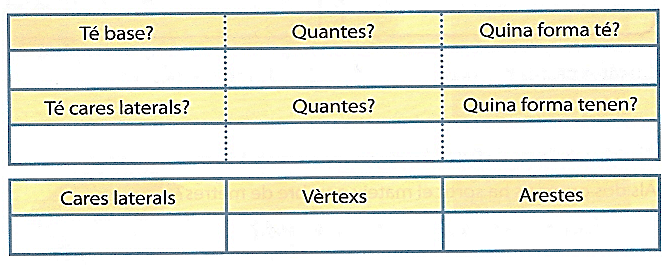 Té base? Quantes? Quina forma té?
Té cares laterals? Quantes? Quina forma tenen?
Cares laterals Vèrtexs Arestes